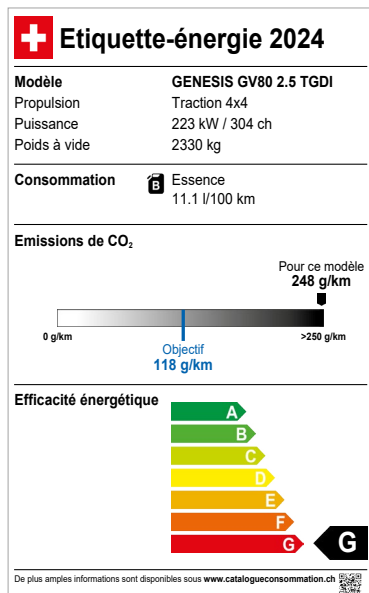 Etiquette-énergie 2024
Modèle GENESIS GV80 2.5 TGDI
Propulsion Traction 4x4
Puissance 223 kW / 304 ch
Poids à vide 2330 kg
Consommation B Essence
11.1 l/100 km
Emissions de CO₂
Pour ce modèle
248 g/km
0 g/km >250 g/km
Objectif
118 g/km
Efficacité énergétique
A
B
C
D
E
F
G G
De plus amples informations sont disponibles sous www.catalogueconsommation.ch